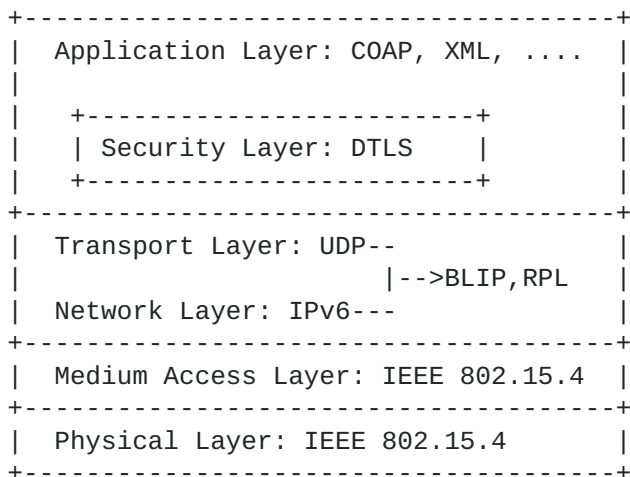 +--------------------------------------+
|  Application Layer: COAP, XML, ....  |
|                                      |
|   +-------------------------+        |
|   | Security Layer: DTLS    |        |
|   +-------------------------+        |
+--------------------------------------+
|  Transport Layer: UDP--              |
|                       |-->BLIP,RPL   |
|  Network Layer: IPv6---              |
+--------------------------------------+
|  Medium Access Layer: IEEE 802.15.4  |
+--------------------------------------+
|  Physical Layer: IEEE 802.15.4       |
+--------------------------------------+